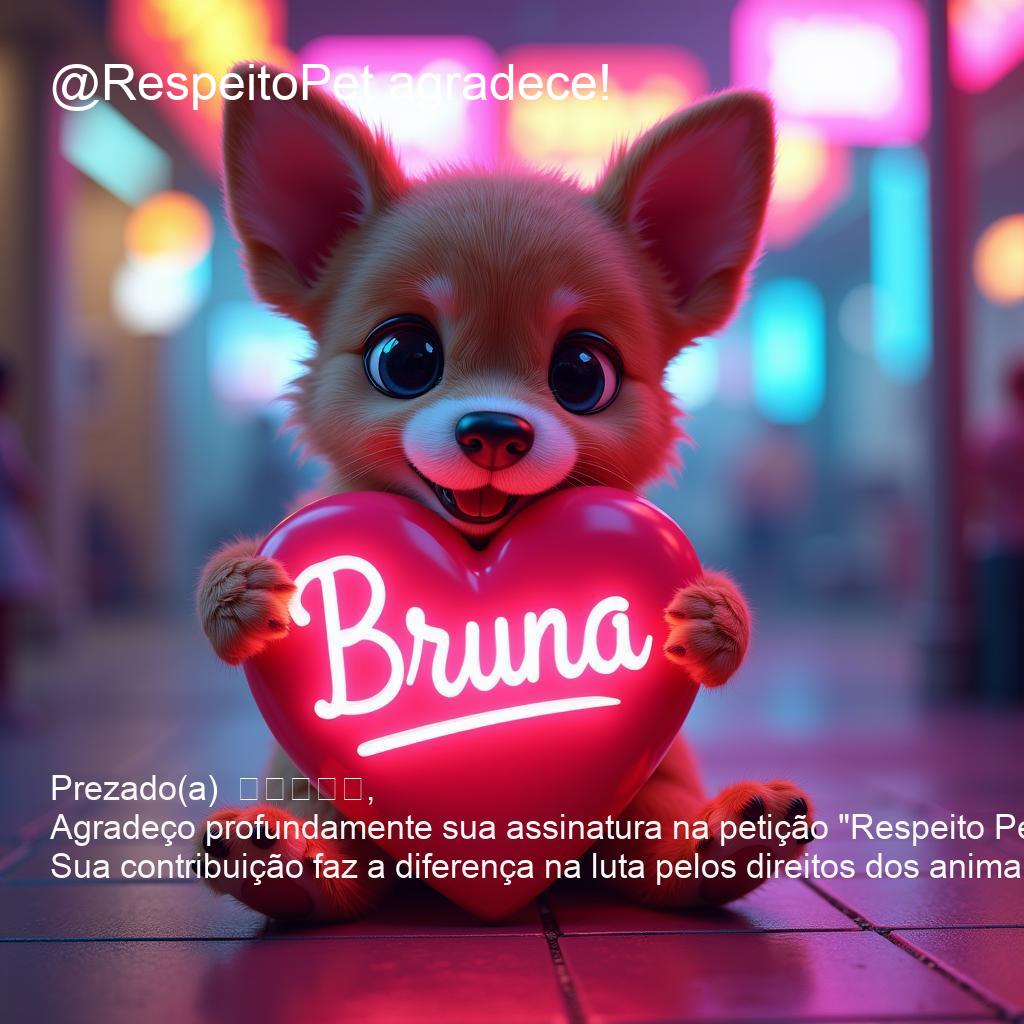 @RespeitoPet agradece!
Bruna
Prezado(a) □□□□□,
Agradeço profundamente sua assinatura na petição "Respeito Pe
Sua contribuição faz a diferença na luta pelos direitos dos anima